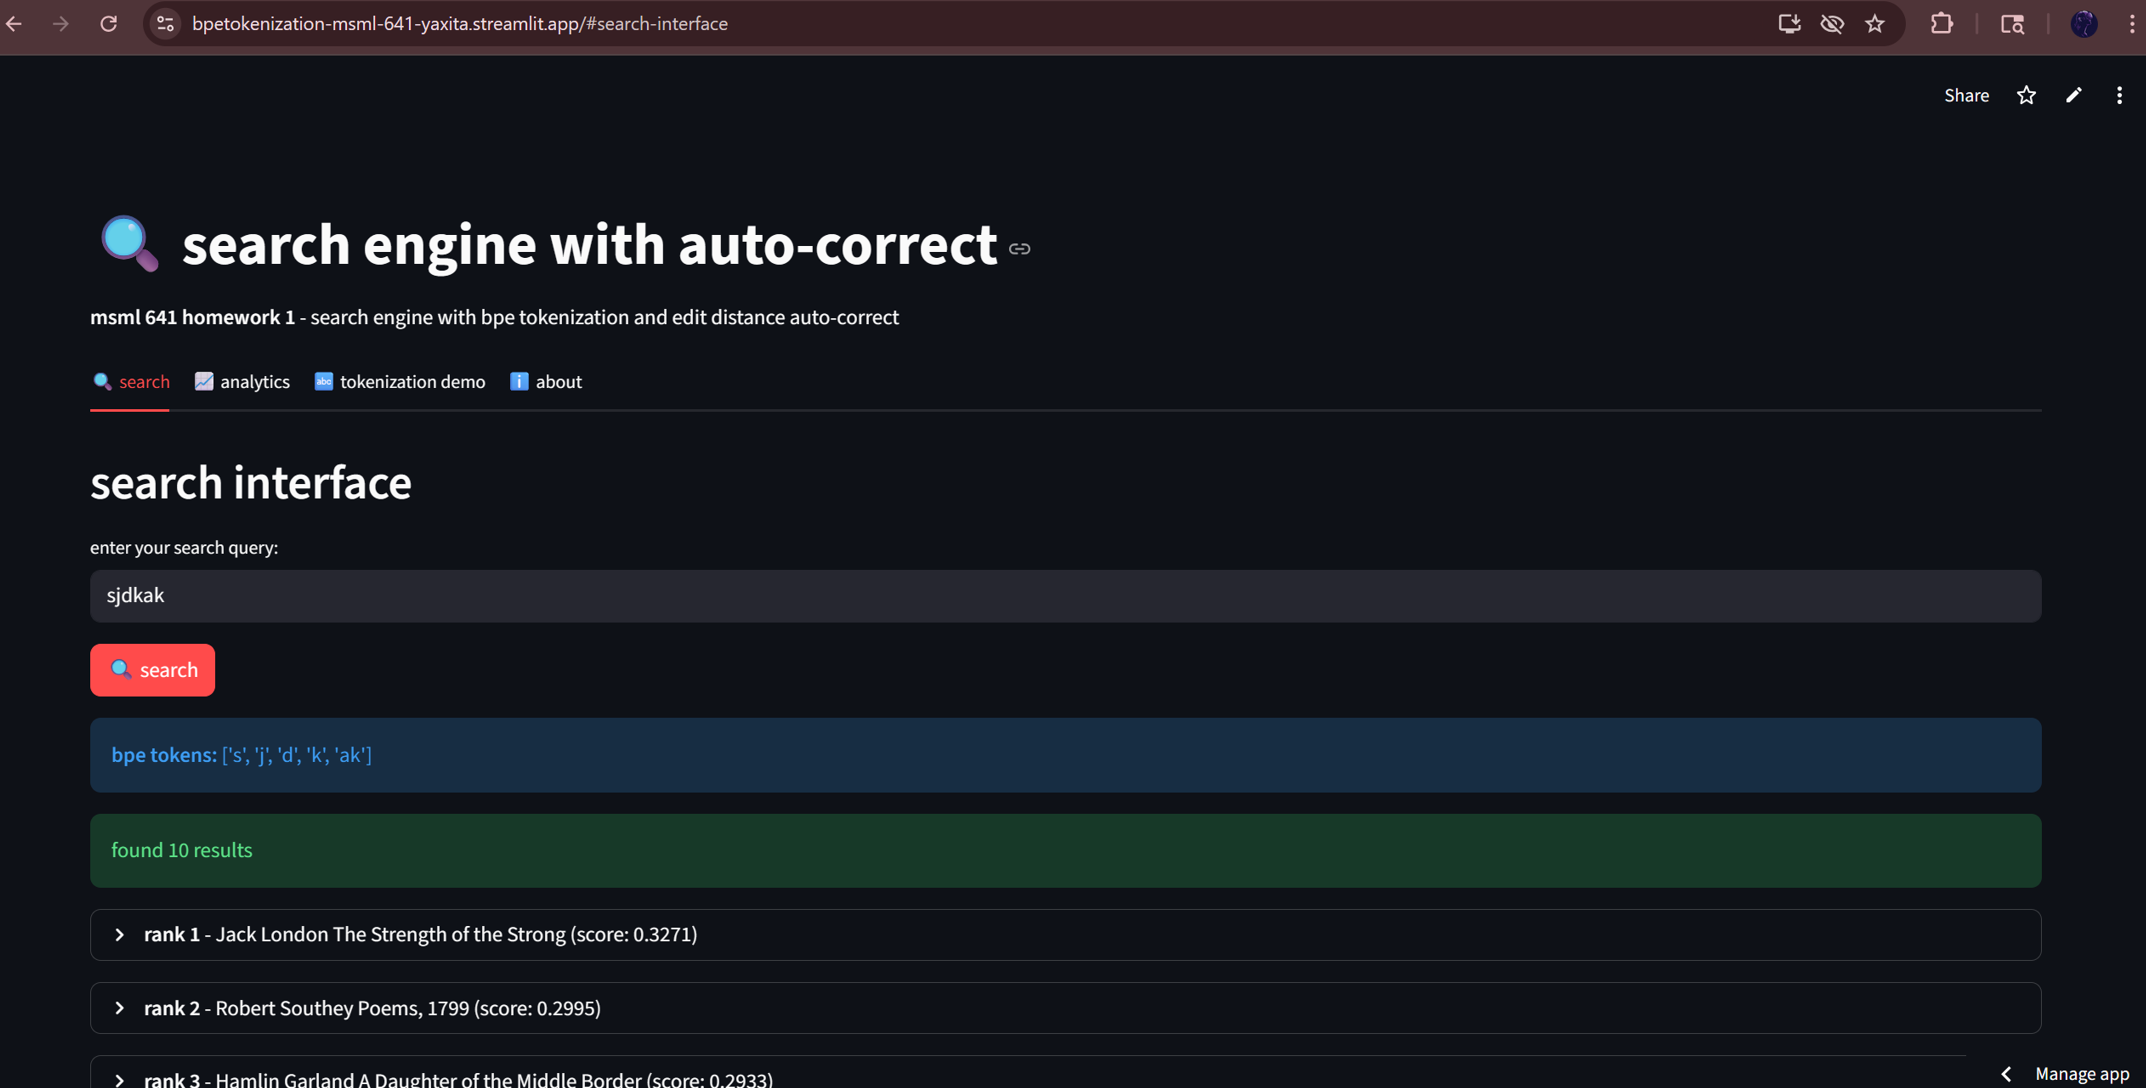 bpetokenization-msml-641-yaxita.streamlit.app/#search-interface
Share
search engine with auto-correct
msml 641 homework 1 - search engine with bpe tokenization and edit distance auto-correct
search analytics abc tokenization demo i about
search interface
enter your search query:
sjdkak
search
bpe tokens: ['s', 'j', 'd', 'k', 'ak']
found 10 results
rank 1 - Jack London The Strength of the Strong (score: 0.3271)
rank 2 - Robert Southey Poems, 1799 (score: 0.2995)
rank 3 - Hamlin Garland A Daughter of the Middle Border (score: 0.2933)
Manage app